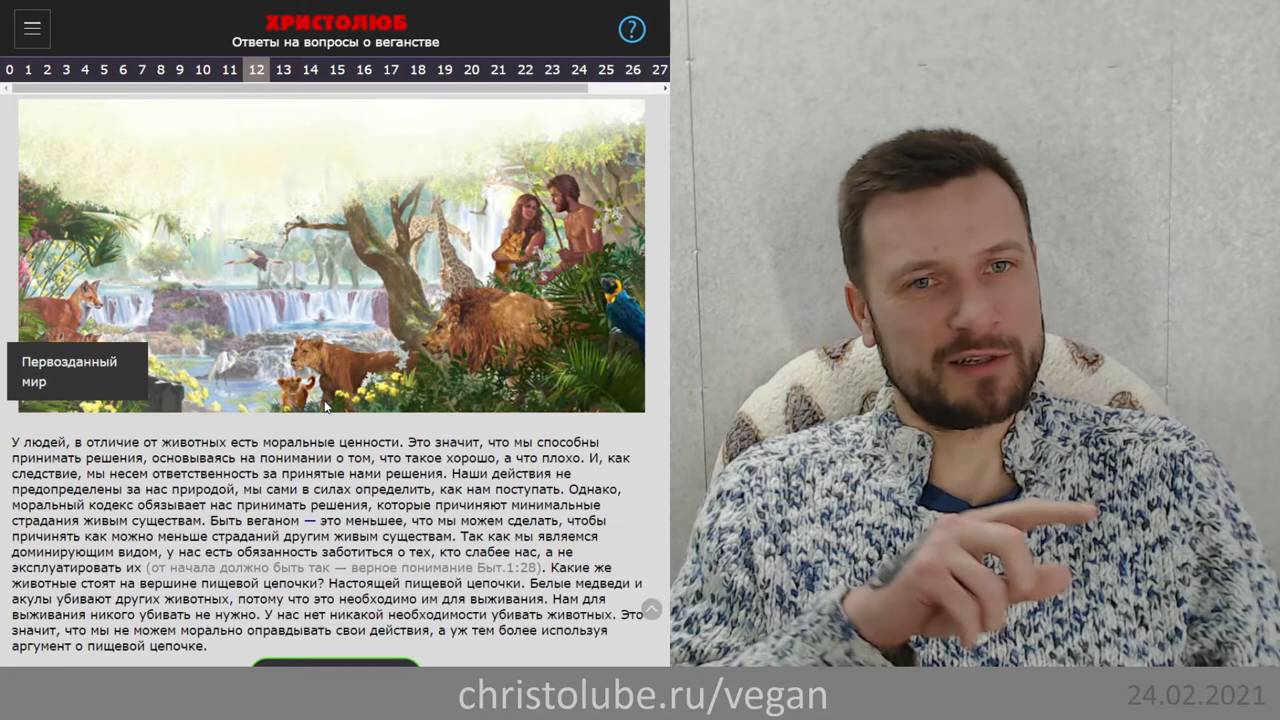 ХРИСТОЛЮБ
Ответы на вопросы о веганстве
?
0 1 2 3 4 5 6 7 8 9 10 11 12 13 14 15 16 17 18 19 20 21 22 23 24 25 26 27
Первозданный
мир
У людей, в отличие от животных есть моральные ценности. Это значит, что мы способны
принимать решения, основываясь на понимании о том, что такое хорошо, а что плохо. И, как
следствие, мы несем ответственность за принятые нами решения. Наши действия не
предопределены за нас природой, мы сами в силах определить, как нам поступать. Однако,
моральный кодекс обязывает нас принимать решения, которые причиняют минимальные
страдания живым существам. Быть веганом — это меньшее, что мы можем сделать, чтобы
причинять как можно меньше страданий другим живым существам. Так как мы являемся
доминирующим видом, у нас есть обязанность заботиться о тех, кто слабее нас, а не
эксплуатировать их (от начала должно быть так — верное понимание Быт.1:28). Какие же
животные стоят на вершине пищевой цепочки? Настоящей пищевой цепочки. Белые медведи и
акулы убивают других животных, потому что это необходимо им для выживания. Нам для
выживания никого убивать не нужно. У нас нет никакой необходимости убивать животных. Это
значит, что мы не можем морально оправдывать свои действия, а уж тем более используя
аргумент о пищевой цепочке.
christolube.ru/vegan
24.02.2021